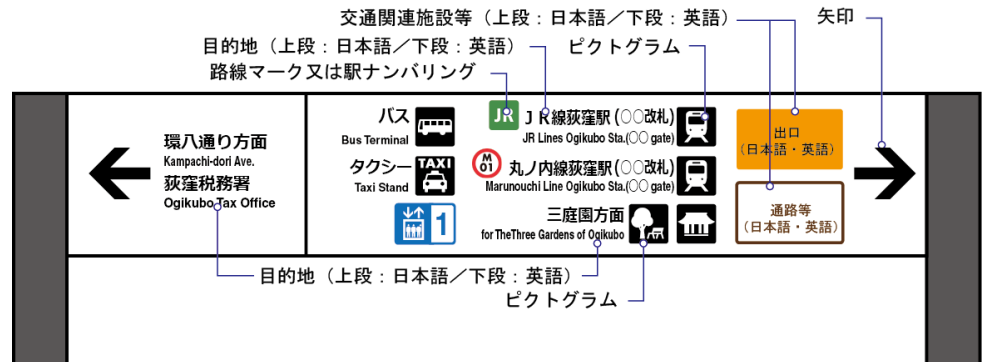 交通関連施設等（上段：日本語／下段：英語）
矢印
目的地（上段：日本語／下段：英語）
ピクトグラム
路線マーク又は駅ナンバリング
環八通り方面
Kampachi-dori Ave.
荻窪税務署
Ogikubo Tax Office
バス
Bus Terminal
タクシー
Taxi Stand
TAXI
1
JR
ＪＲ線荻窪駅（○○改札）
JR Lines Ogikubo Sta.(○○ gate)
M
01
丸ノ内線荻窪駅（○○改札）
Marunouchi Line Ogikubo Sta.(○○ gate)
三庭園方面
for TheThree Gardens of Ogikubo
出口
（日本語・英語）
通路等
（日本語・英語）
目的地（上段：日本語／下段：英語）
ピクトグラム